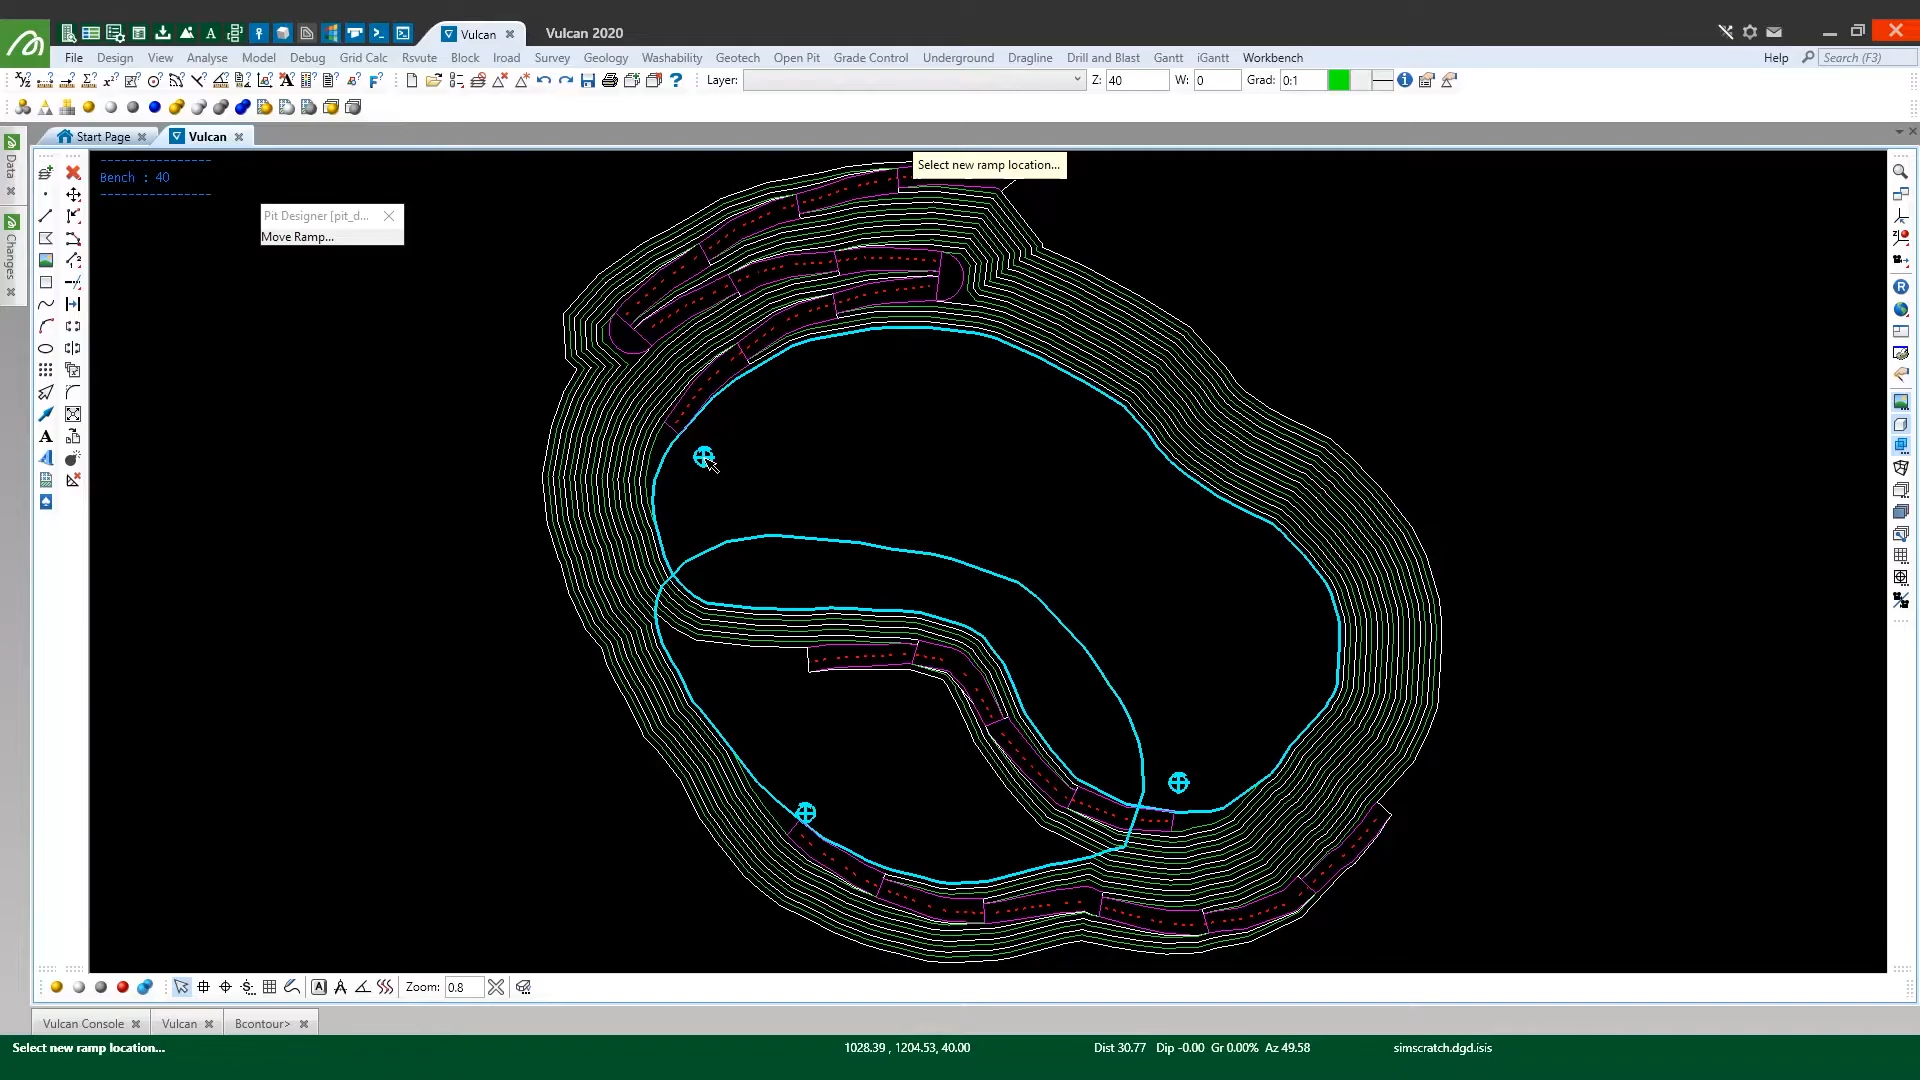 Vulcan
Vulcan 2020
File Design View Analyse Model Debug Grid Calc Rsvute Block Iroad Survey Geology Washability Geotech Open Pit Grade Control Underground Dragline Drill and Blast Gantt iGantt Workbench Help Search (F3)
Layer: Z: 40 W: 0 Grad: 0:1
Start Page Vulcan
Data
Changes
Bench : 40
Select new ramp location...
Pit Designer [pit_d...
Move Ramp...
Zoom: 0.8
Vulcan Console Vulcan Bcontour>
Select new ramp location... 1028.39 , 1204.53, 40.00 Dist 30.77 Dip -0.00 Gr 0.00% Az 49.58 simscratch.dgd.isis